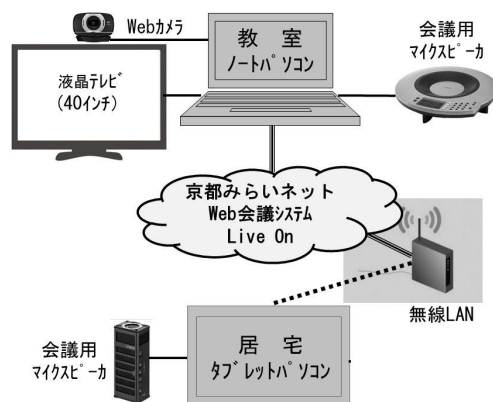 Webカメラ
教　室
ノートパソコン
会議用
マイクスピーカ
液晶テレビ
(40インチ)
京都みらいネット
Web会議システム
Live On
無線LAN
会議用
マイクスピーカ
居　宅
タブレットパソコン